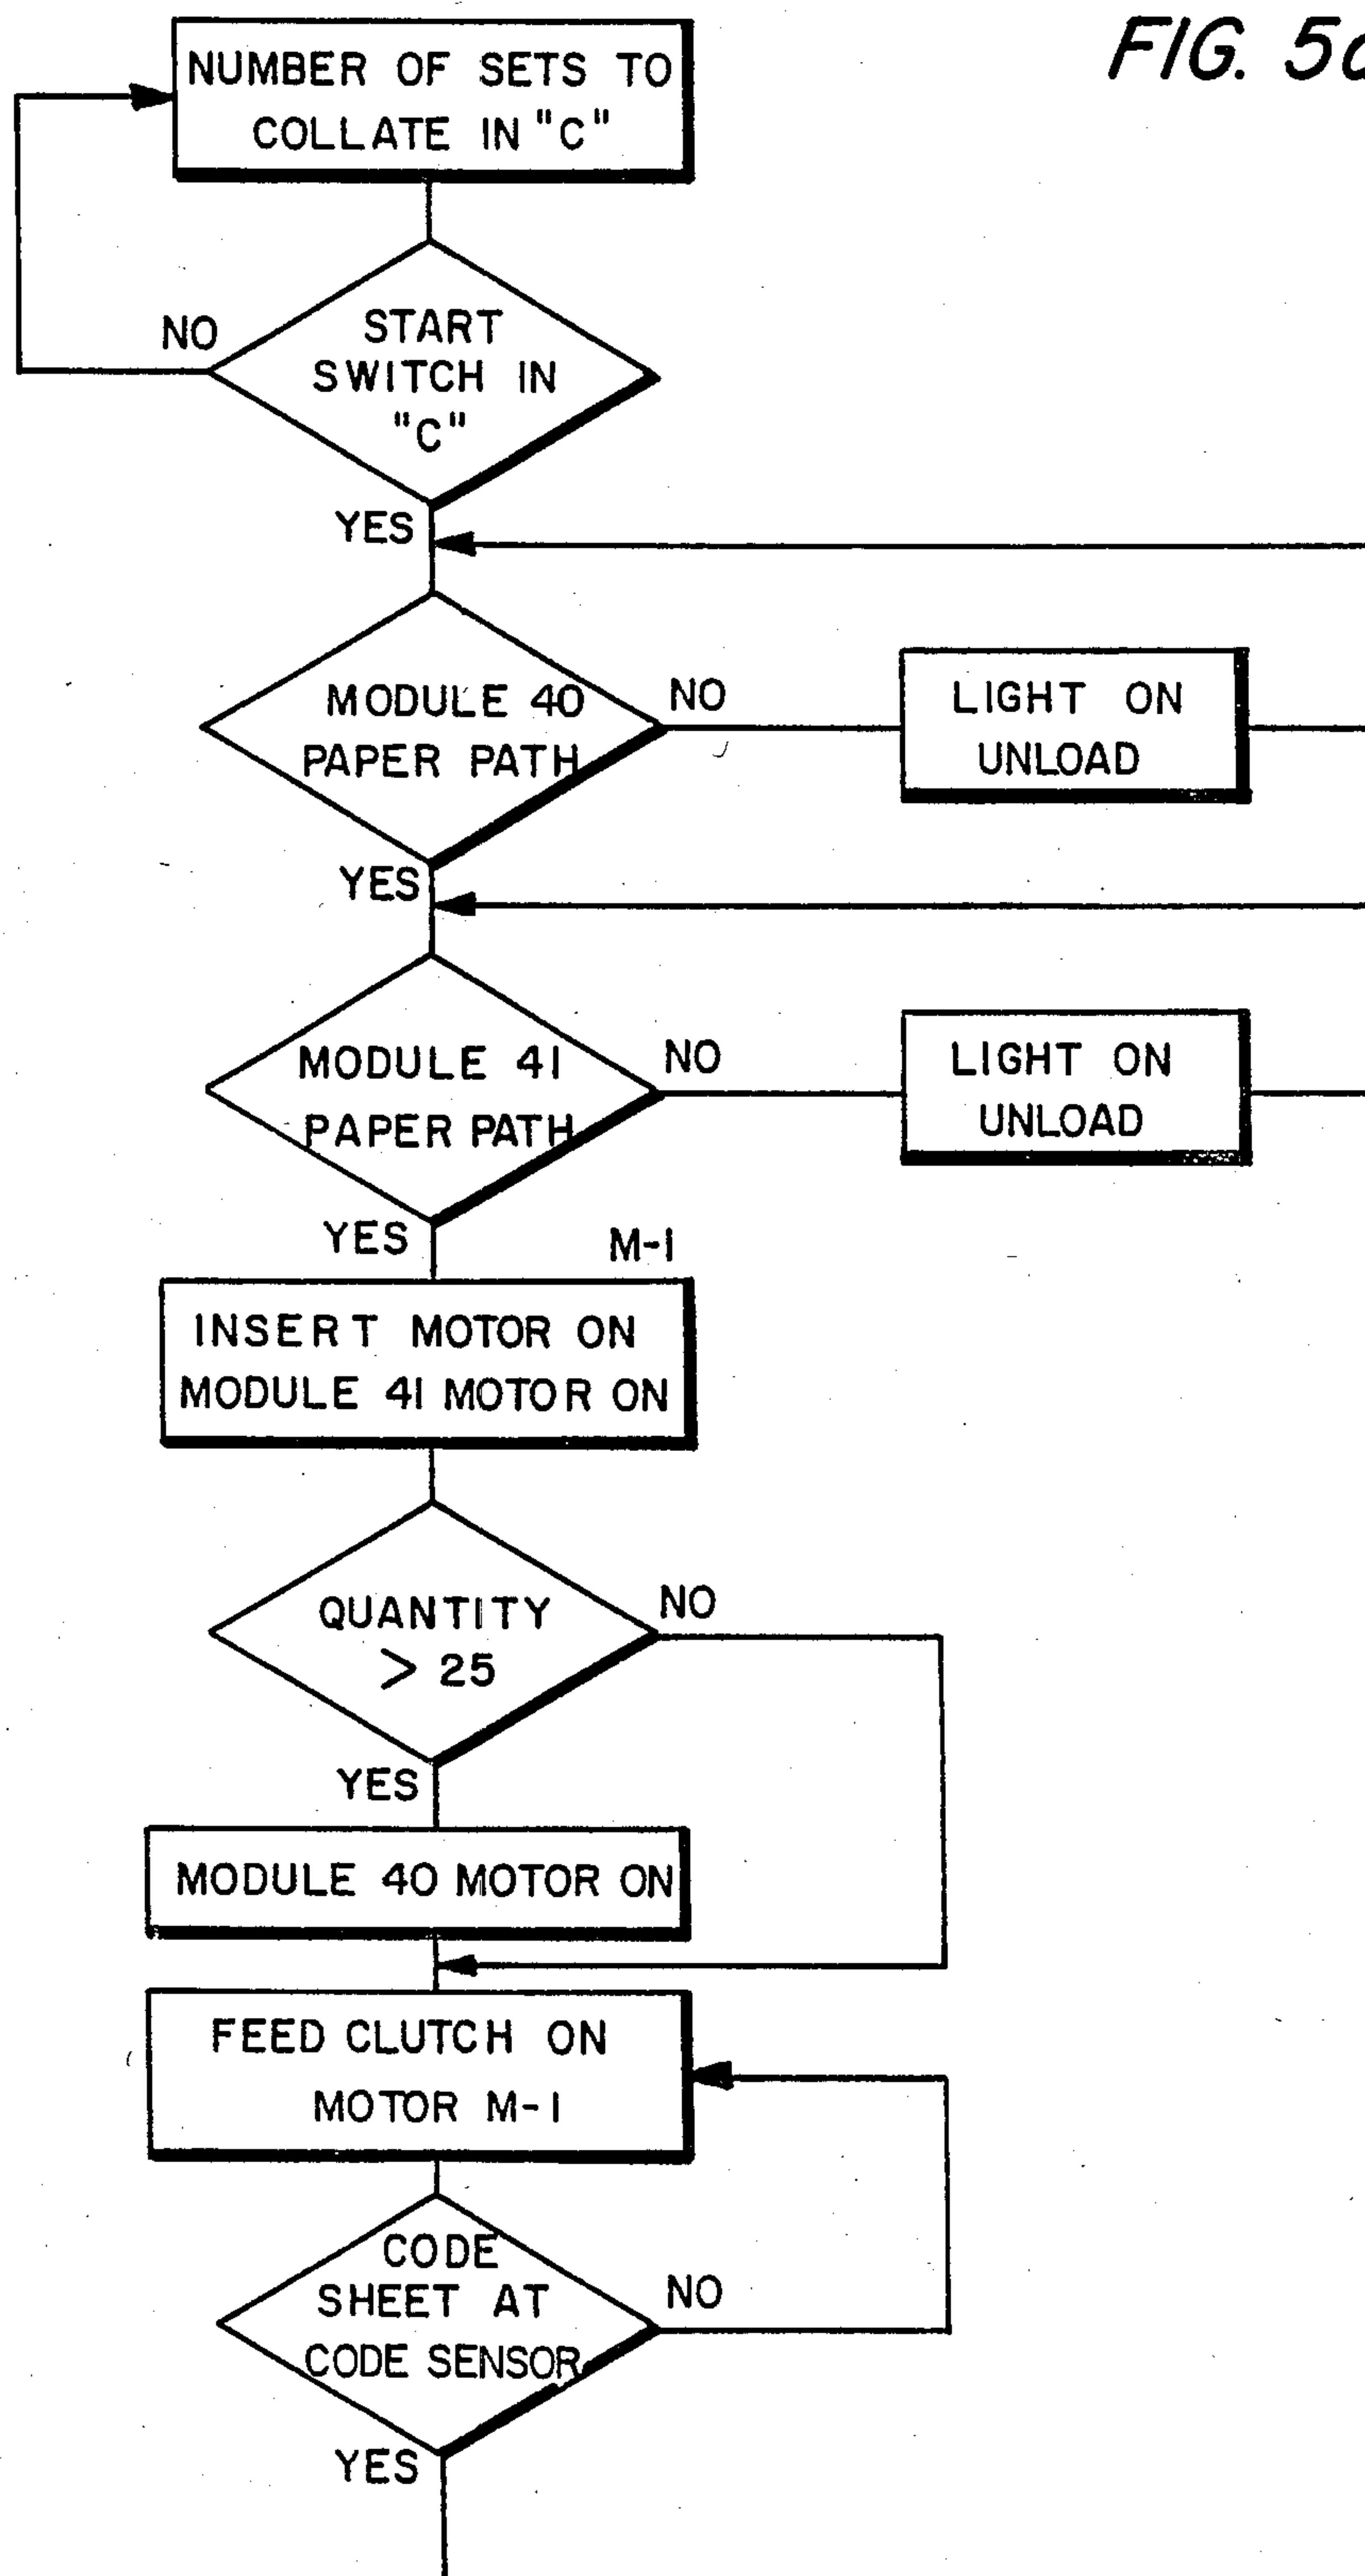 FIG. 5a
NUMBER OF SETS TO
COLLATE IN "C"
START
SWITCH IN
"C"
NO
YES
MODULE 40
PAPER PATH
NO
LIGHT ON
UNLOAD
YES
MODULE 41
PAPER PATH
NO
LIGHT ON
UNLOAD
YES
M-1
INSERT MOTOR ON
MODULE 41 MOTOR ON
QUANTITY
> 25
NO
YES
MODULE 40 MOTOR ON
FEED CLUTCH ON
MOTOR M-1
CODE
SHEET AT
CODE SENSOR
NO
YES